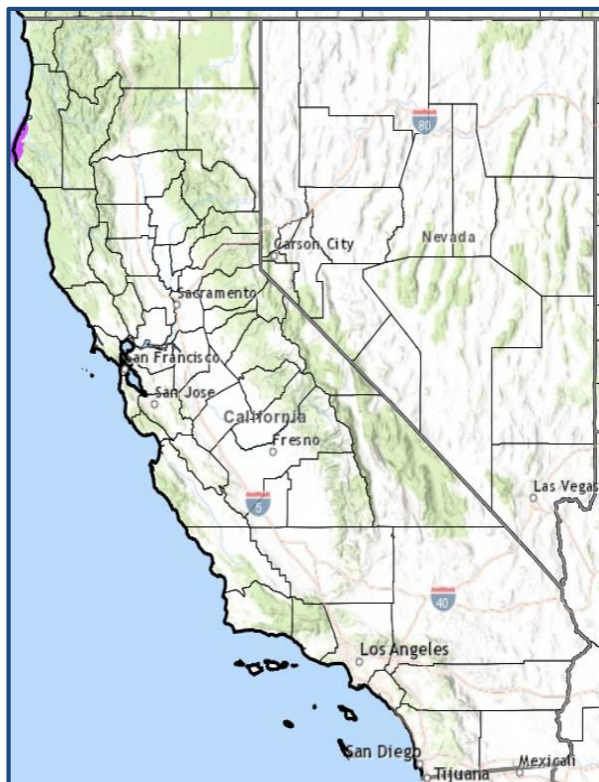 80
Carson City
Nevada
Sacramento
San Francisco
San Jose
California
Fresno
Las Vegas
5
40
Los Angeles
San Diego
Tijuana
Mexicali